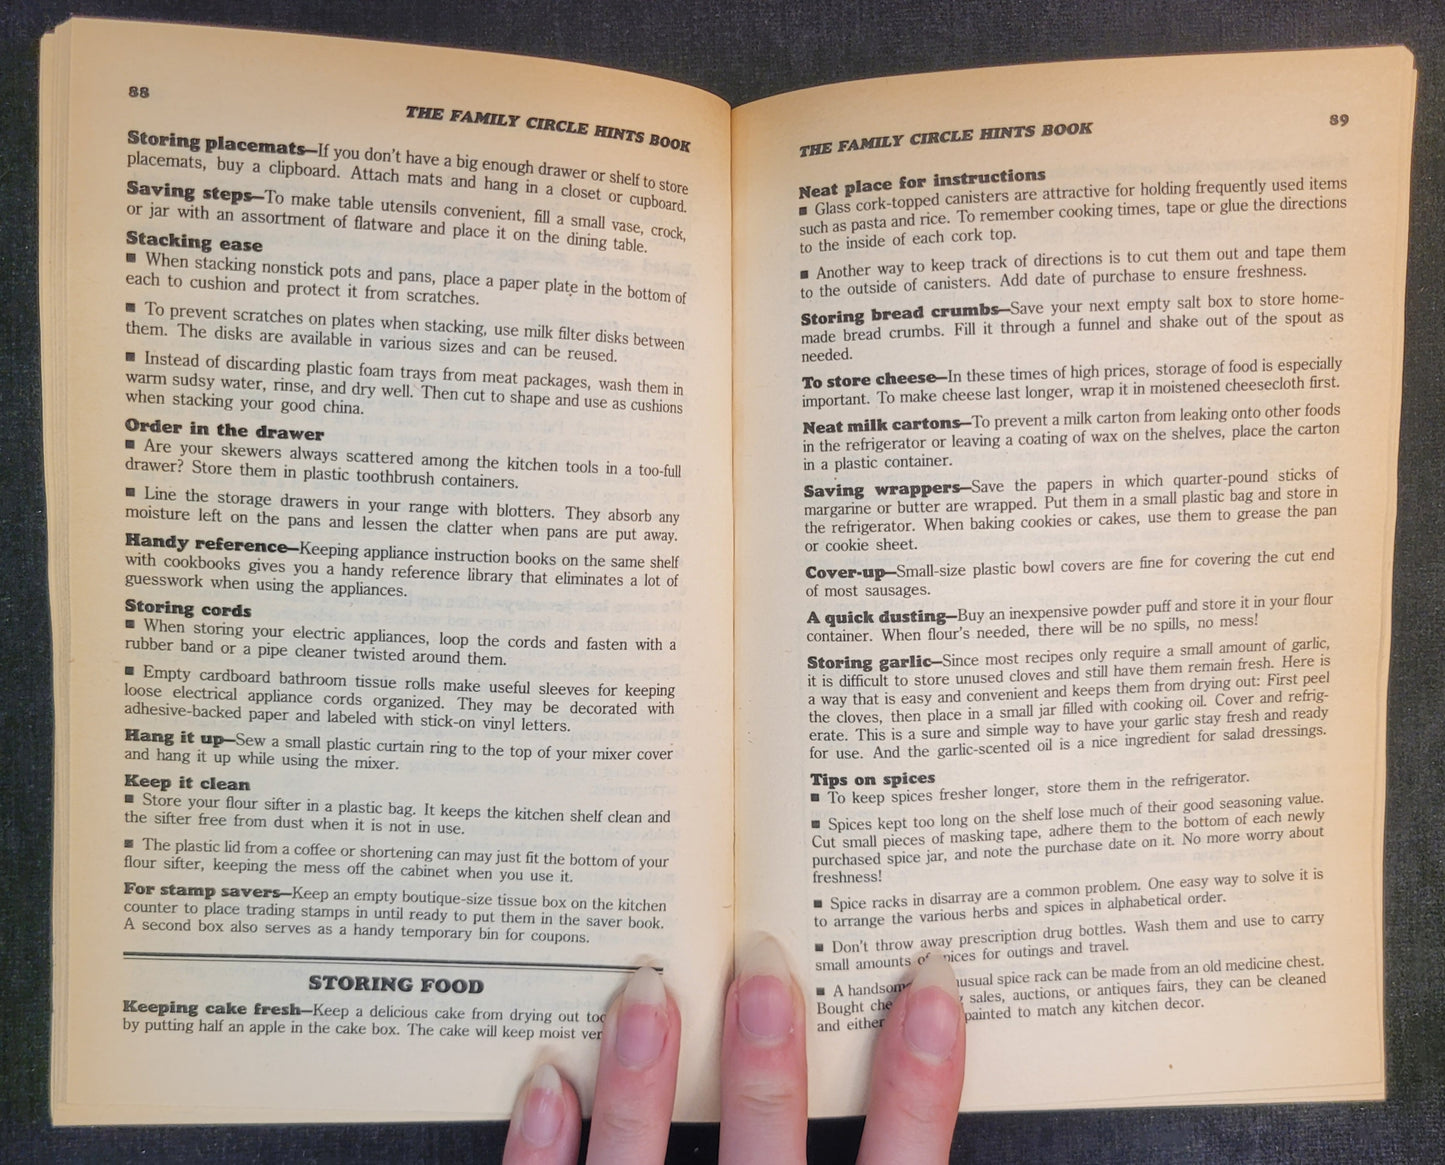 88
THE FAMILY CIRCLE HINTS BOOK
Storing placemats—If you don't have a big enough drawer or shelf to store
placemats, buy a clipboard. Attach mats and hang in a closet or cupboard.
Saving steps—To make table utensils convenient, fill a small vase, crock,
or jar with an assortment of flatware and place it on the dining table.
Stacking ease
■ When stacking nonstick pots and pans, place a paper plate in the bottom of
each to cushion and protect it from scratches.
■ To prevent scratches on plates when stacking, use milk filter disks between
them. The disks are available in various sizes and can be reused.
■ Instead of discarding plastic foam trays from meat packages, wash them in
warm sudsy water, rinse, and dry well. Then cut to shape and use as cushions
when stacking your good china.
Order in the drawer
■ Are your skewers always scattered among the kitchen tools in a too-full
drawer? Store them in plastic toothbrush containers.
■ Line the storage drawers in your range with blotters. They absorb any
moisture left on the pans and lessen the clatter when pans are put away.
Handy reference—Keeping appliance instruction books on the same shelf
with cookbooks gives you a handy reference library that eliminates a lot of
guesswork when using the appliances.
Storing cords
■ When storing your electric appliances, loop the cords and fasten with a
rubber band or a pipe cleaner twisted around them.
■ Empty cardboard bathroom tissue rolls make useful sleeves for keeping
loose electrical appliance cords organized. They may be decorated with
adhesive-backed paper and labeled with stick-on vinyl letters.
Hang it up—Sew a small plastic curtain ring to the top of your mixer cover
and hang it up while using the mixer.
Keep it clean
■ Store your flour sifter in a plastic bag. It keeps the kitchen shelf clean and
the sifter free from dust when it is not in use.
■ The plastic lid from a coffee or shortening can may just fit the bottom of your
flour sifter, keeping the mess off the cabinet when you use it.
For stamp savers—Keep an empty boutique-size tissue box on the kitchen
counter to place trading stamps in until ready to put them in the saver book.
A second box also serves as a handy temporary bin for coupons.
STORING FOOD
Keeping cake fresh—Keep a delicious cake from drying out
by putting half an apple in the cake box. The cake will keep moist
THE FAMILY CIRCLE HINTS BOOK
89
Neat place for instructions
■ Glass cork-topped canisters are attractive for holding frequently used items
such as pasta and rice. To remember cooking times, tape or glue the directions
to the inside of each cork top.
■ Another way to keep track of directions is to cut them out and tape them
to the outside of canisters. Add date of purchase to ensure freshness.
Storing bread crumbs—Save your next empty salt box to store home-
made bread crumbs. Fill it through a funnel and shake out of the spout as
needed.
To store cheese—In these times of high prices, storage of food is especially
important. To make cheese last longer, wrap it in moistened cheesecloth first.
Neat milk cartons—To prevent a milk carton from leaking onto other foods
in the refrigerator or leaving a coating of wax on the shelves, place the carton
in a plastic container.
Saving wrappers—Save the papers in which quarter-pound sticks of
margarine or butter are wrapped. Put them in a small plastic bag and store in
the refrigerator. When baking cookies or cakes, use them to grease the pan
or cookie sheet.
Cover-up—Small-size plastic bowl covers are fine for covering the cut end
of most sausages.
A quick dusting—Buy an inexpensive powder puff and store it in your flour
container. When flour's needed, there will be no spills, no mess!
Storing garlic—Since most recipes only require a small amount of garlic,
it is difficult to store unused cloves and still have them remain fresh. Here is
a way that is easy and convenient and keeps them from drying out: First peel
the cloves, then place in a small jar filled with cooking oil. Cover and refrig-
erate. This is a sure and simple way to have your garlic stay fresh and ready
for use. And the garlic-scented oil is a nice ingredient for salad dressings.
Tips on spices
■ To keep spices fresher longer, store them in the refrigerator.
■ Spices kept too long on the shelf lose much of their good seasoning value.
Cut small pieces of masking tape, adhere them to the bottom of each newly
purchased spice jar, and note the purchase date on it. No more worry about
freshness!
■ Spice racks in disarray are a common problem. One easy way to solve it is
to arrange the various herbs and spices in alphabetical order.
■ Don't throw away prescription drug bottles. Wash them and use to carry
small amounts of spices for outings and travel.
■ A handsome unusual spice rack can be made from an old medicine chest.
Bought sales, auctions, or antiques fairs, they can be cleaned
and either painted to match any kitchen decor.